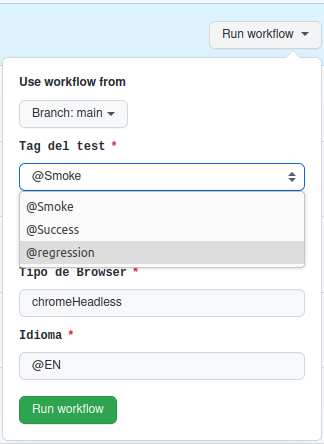 Run workflow
Use workflow from
Branch: main
Tag del test *
@Smoke
@Smoke
@Success
@regression
Tipo de Browser *
chromeHeadless
Idioma *
@EN
Run workflow